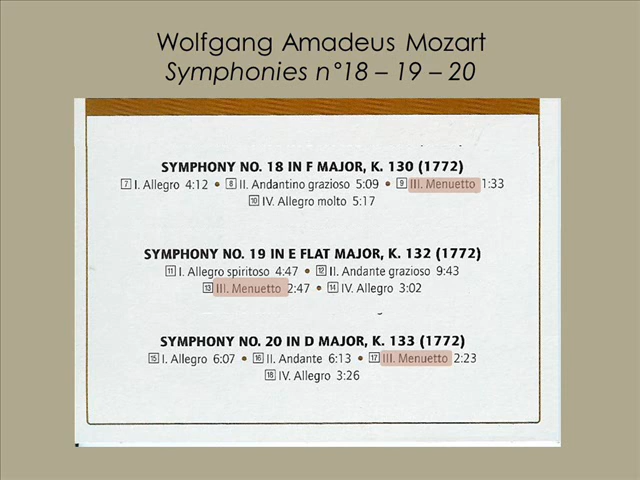 Wolfgang Amadeus Mozart
Symphonies n°18 – 19 – 20
SYMPHONY NO. 18 IN F MAJOR, K. 130 (1772)
7 I. Allegro 4:12 • 8 II. Andantino grazioso 5:09 • 9 III. Menuetto 1:33
10 IV. Allegro molto 5:17
SYMPHONY NO. 19 IN E FLAT MAJOR, K. 132 (1772)
11 I. Allegro spiritoso 4:47 • 12 II. Andante grazioso 9:43
13 III. Menuetto 2:47 • 14 IV. Allegro 3:02
SYMPHONY NO. 20 IN D MAJOR, K. 133 (1772)
15 I. Allegro 6:07 • 16 II. Andante 6:13 • 17 III. Menuetto 2:23
18 IV. Allegro 3:26